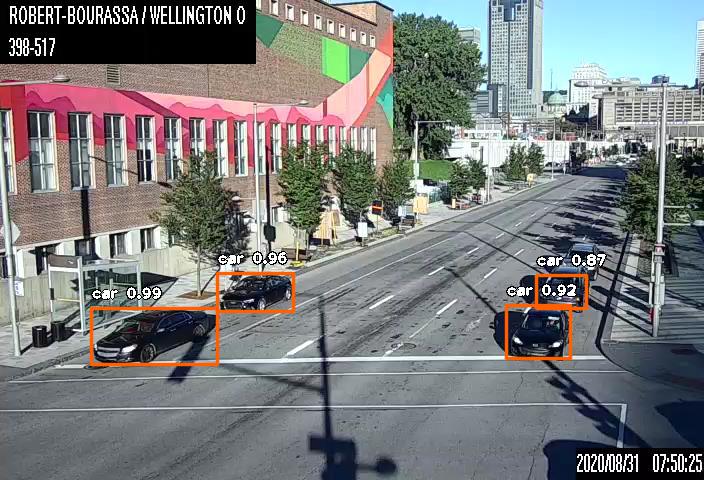 ROBERT-BOURASSA / WELLINGTON O
398-517
car 0.96
car 0.87
car 0.99
car 0.92
2020/08/31 07:50:25